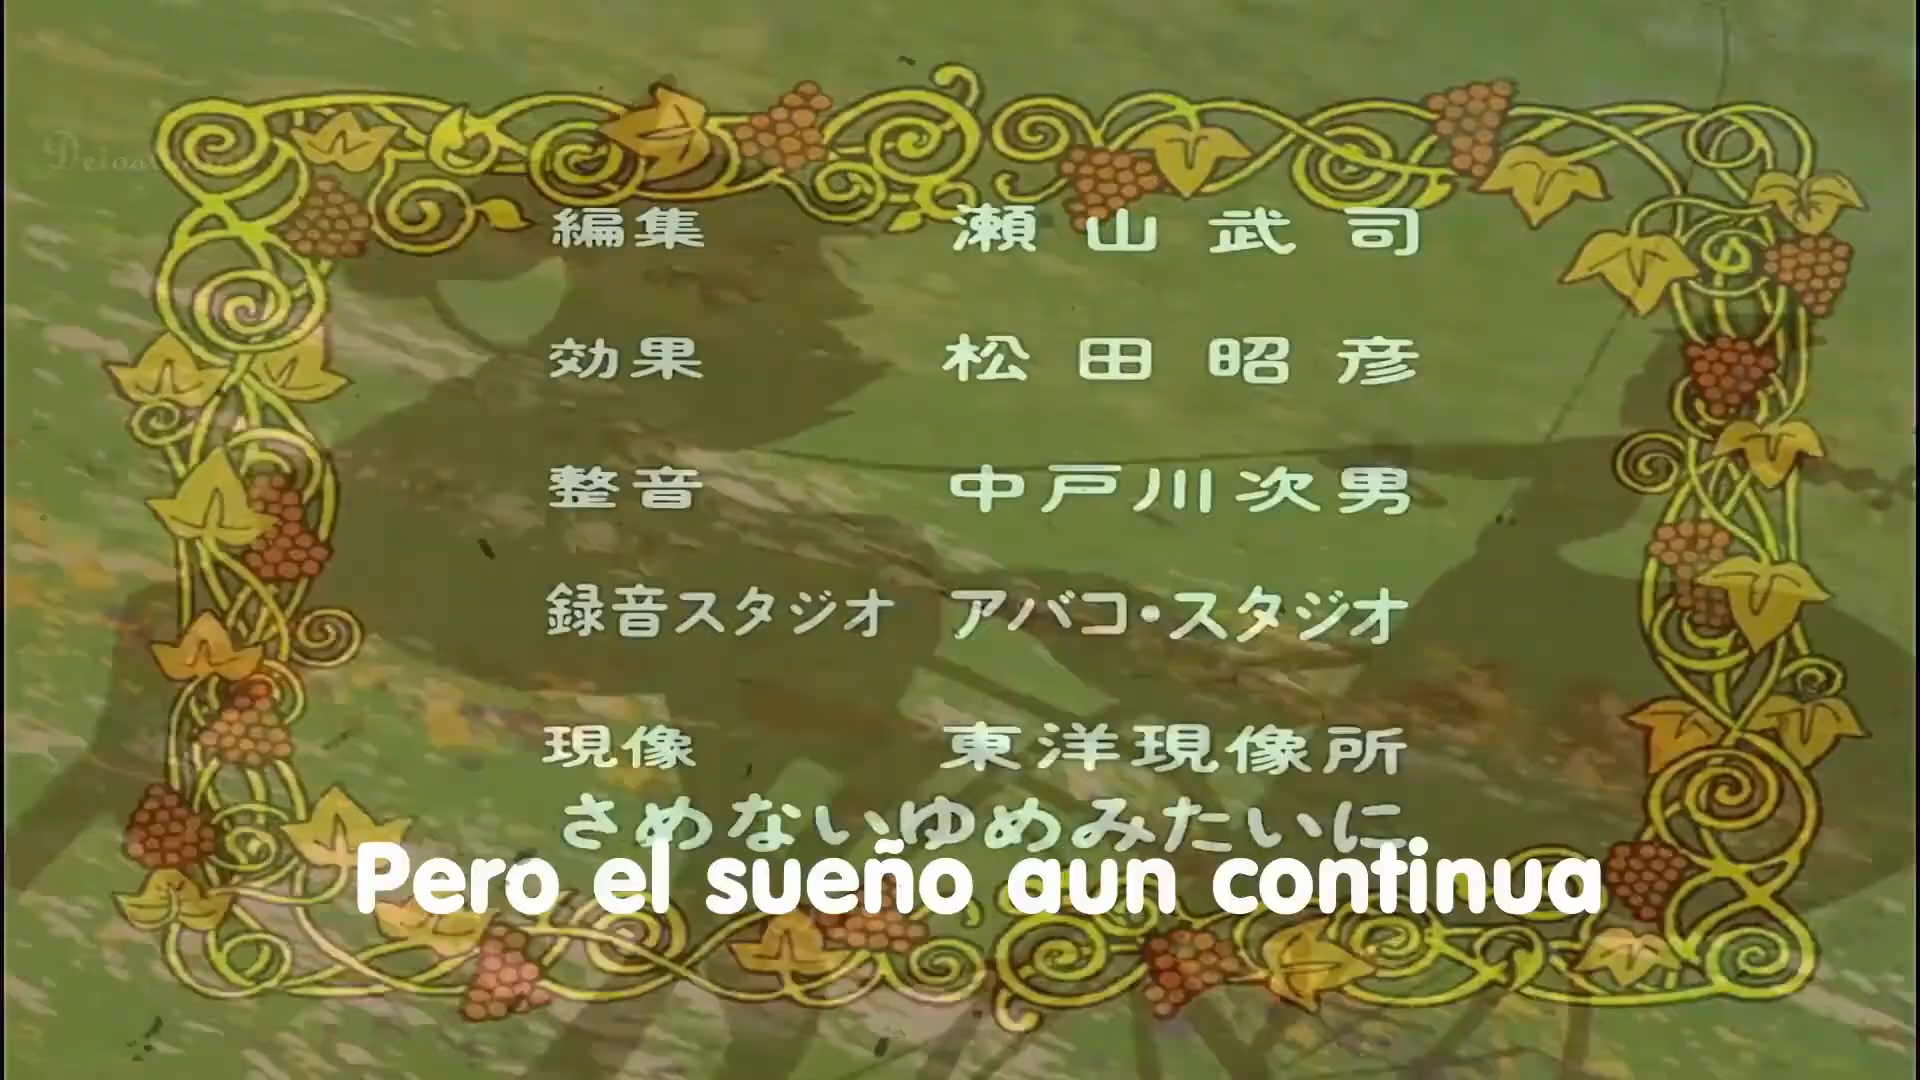 編集 瀬山武司
効果 松田昭彦
整音 中戸川次男
録音スタジオ アバコ・スタジオ
現像 東洋現像所
さめないゆめみたいに
Pero el sueño aun continua